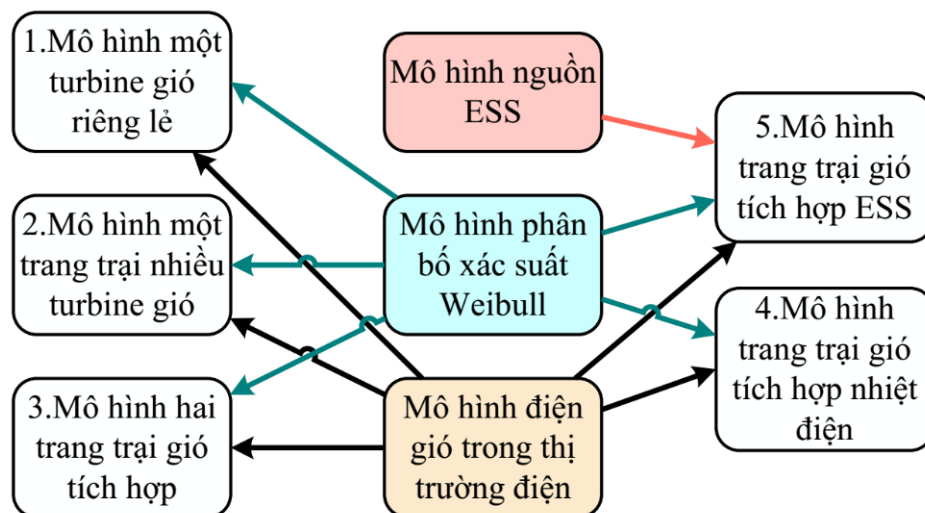 1.Mô hình một
turbine gió
riêng lẻ
Mô hình nguồn
ESS
5.Mô hình
trang trại gió
tích hợp ESS
2.Mô hình một
trang trại nhiều
turbine gió
Mô hình phân
bố xác suất
Weibull
4.Mô hình
trang trại gió
tích hợp nhiệt
điện
3.Mô hình hai
trang trại gió
tích hợp
Mô hình điện
gió trong thị
trường điện